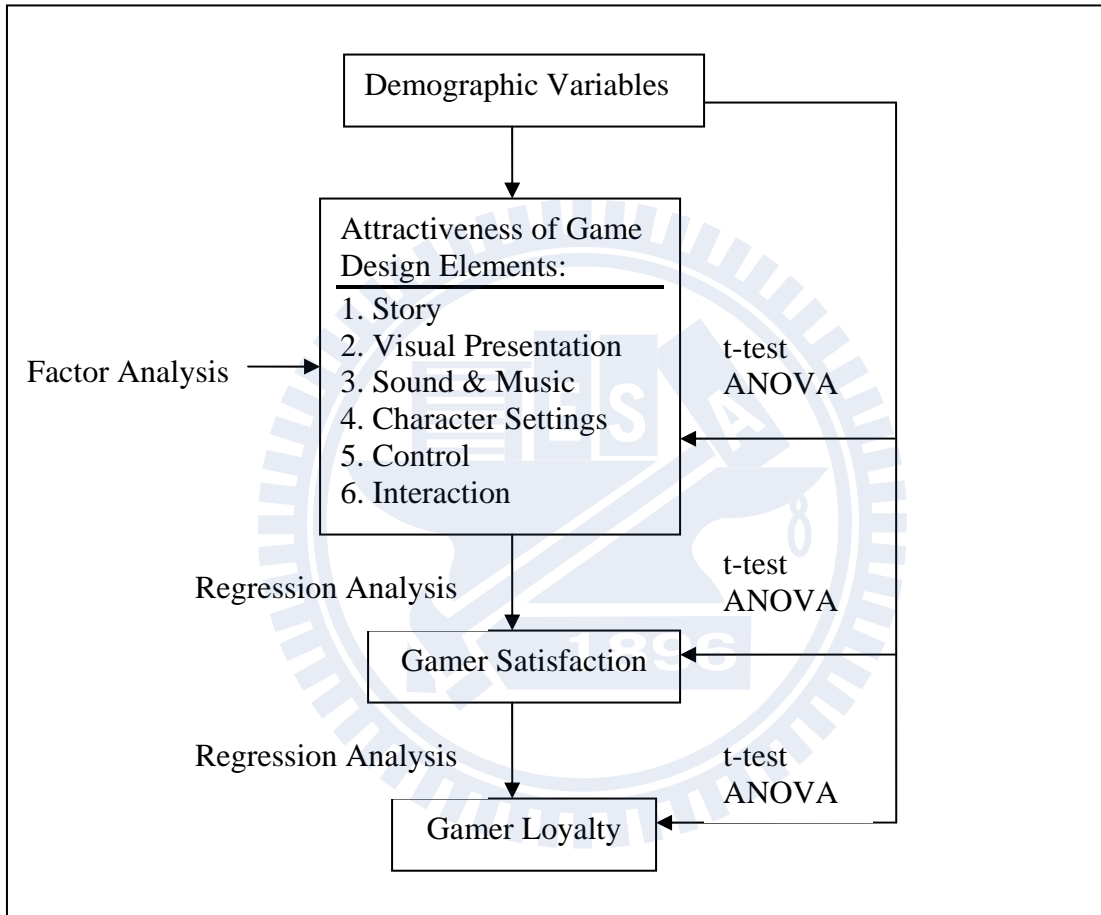 Demographic Variables
Attractiveness of Game
Design Elements:
1. Story
2. Visual Presentation
3. Sound & Music
4. Character Settings
5. Control
6. Interaction
Factor Analysis
t-test
ANOVA
Regression Analysis
t-test
ANOVA
Gamer Satisfaction
Regression Analysis
t-test
ANOVA
Gamer Loyalty
ESA
1896